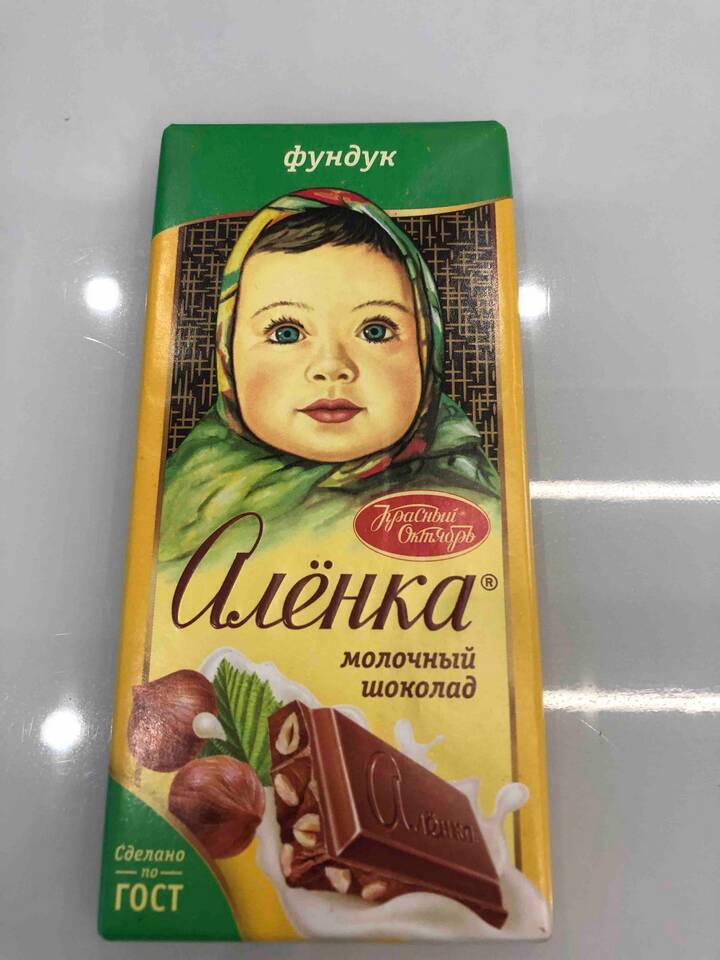 фундук
Красный
Октябрь
Алёнка®
молочный
шоколад
Алёнка
Сделано
по
ГОСТ